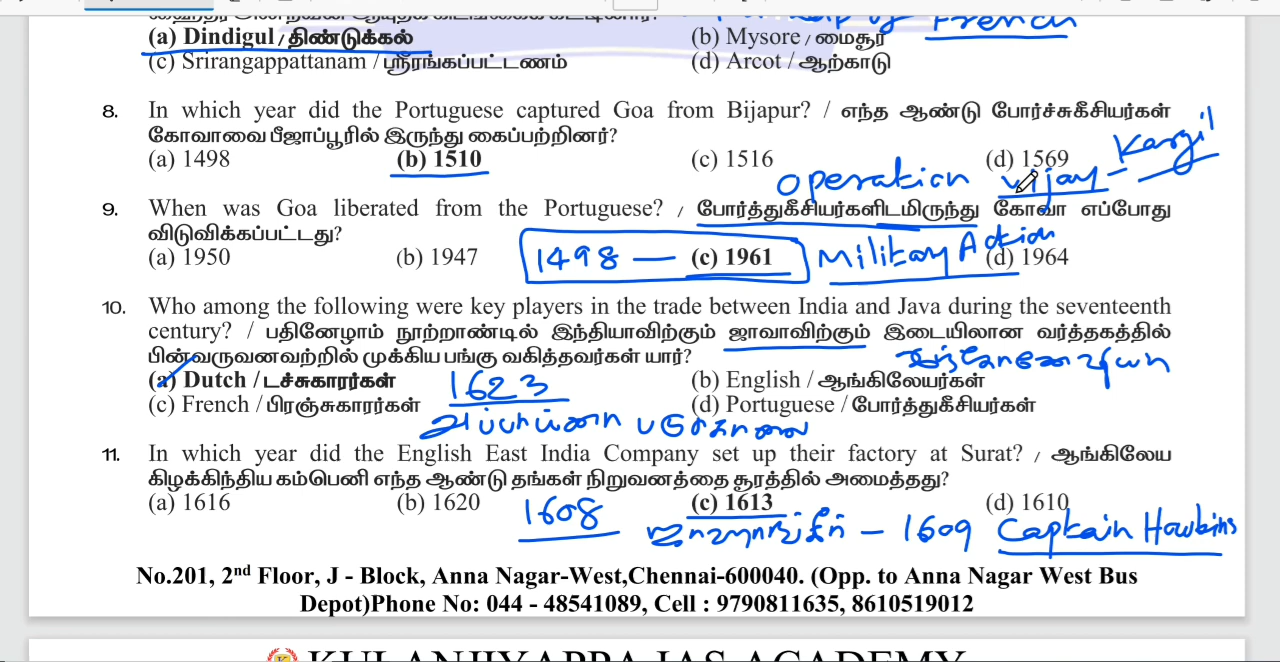 of French
(a) Dindigul / திண்டுக்கல் (b) Mysore / மைசூர்
(c) Srirangappattanam / ஸ்ரீரங்கப்பட்டணம் (d) Arcot / ஆற்காடு
8. In which year did the Portuguese captured Goa from Bijapur? / எந்த ஆண்டு போர்ச்சுகீசியர்கள்
கோவாவை பீஜாப்பூரில் இருந்து கைப்பற்றினர்?
(a) 1498 (b) 1510 (c) 1516 (d) 1569
operation vijay - Kargil
9. When was Goa liberated from the Portuguese? / போர்த்துகீசியர்களிடமிருந்து கோவா எப்போது
விடுவிக்கப்பட்டது?
(a) 1950 (b) 1947 1498 — (c) 1961 Military Action (d) 1964
10. Who among the following were key players in the trade between India and Java during the seventeenth
century? / பதினேழாம் நூற்றாண்டில் இந்தியாவிற்கும் ஜாவாவிற்கும் இடையிலான வர்த்தகத்தில்
பின்வருவனவற்றில் முக்கிய பங்கு வகித்தவர்கள் யார்?
(a) Dutch / டச்சுகாரர்கள் 1623 (b) English / ஆங்கிலேயர்கள்
(c) French / பிரஞ்சுகாரர்கள் (d) Portuguese / போர்த்துகீசியர்கள்
படுகொலை
11. In which year did the English East India Company set up their factory at Surat? / ஆங்கிலேய
கிழக்கிந்திய கம்பெனி எந்த ஆண்டு தங்கள் நிறுவனத்தை சூரத்தில் அமைத்தது?
(a) 1616 (b) 1620 1608 (c) 1613 (d) 1610
ஜஹாங்கீர் – 1609 Captain Hawkins
No.201, 2nd Floor, J - Block, Anna Nagar-West,Chennai-600040. (Opp. to Anna Nagar West Bus
Depot)Phone No: 044 - 48541089, Cell : 9790811635, 8610519012
KULANJIYAPPA IAS ACADEMY